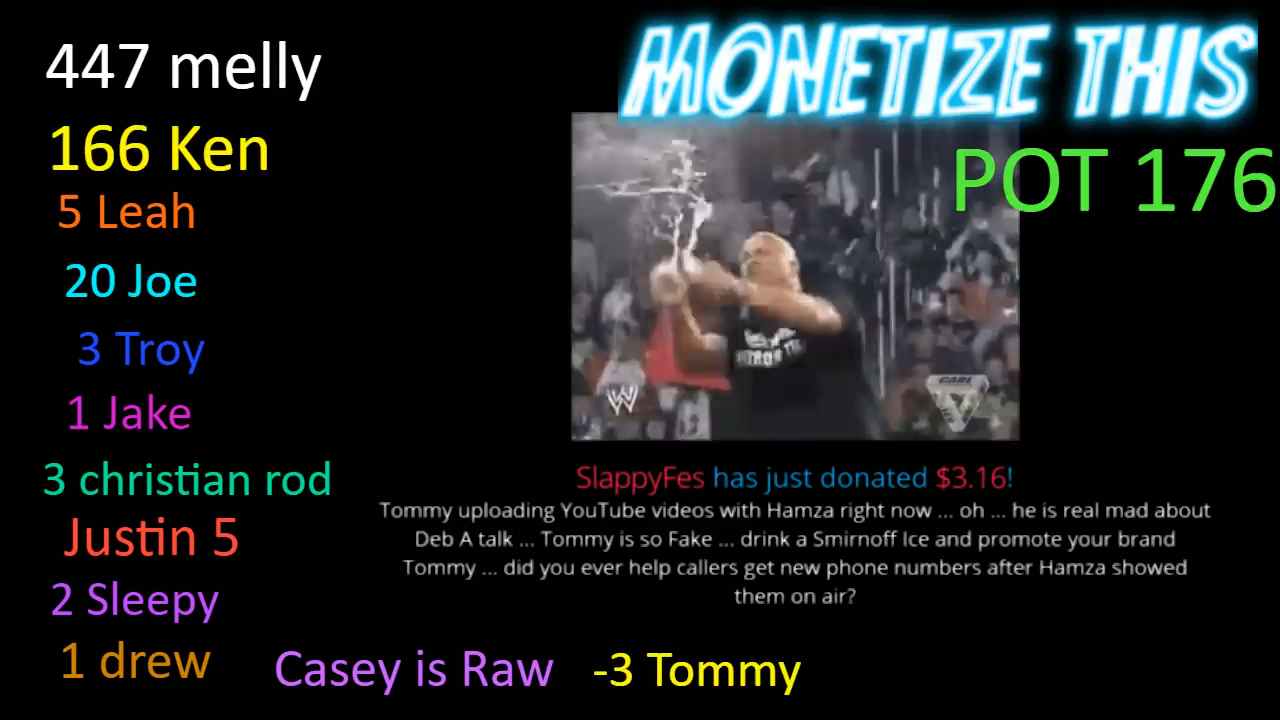 447 melly
MONETIZE THIS
166 Ken
POT 176
5 Leah
20 Joe
3 Troy
1 Jake
3 christian rod
SlappyFes has just donated $3.16!
Tommy uploading YouTube videos with Hamza right now ... oh ... he is real mad about
Deb A talk ... Tommy is so Fake ... drink a Smirnoff Ice and promote your brand
Tommy ... did you ever help callers get new phone numbers after Hamza showed
them on air?
Justin 5
2 Sleepy
1 drew
Casey is Raw
-3 Tommy